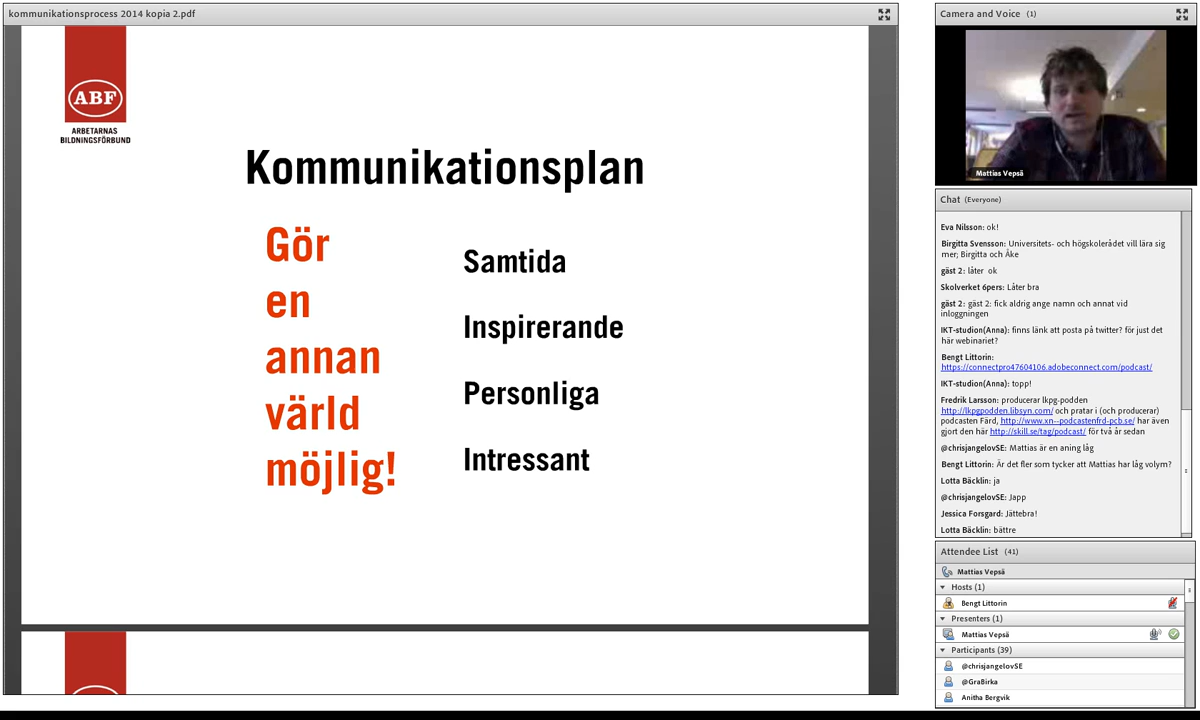 kommunikationsprocess 2014 kopia 2.pdf
ABF
ARBETARNAS
BILDNINGSFÖRBUND
Kommunikationsplan
Gör
en
annan
värld
möjlig!
Samtida
Inspirerande
Personliga
Intressant
Camera and Voice (1)
Mattias Vepsä
Chat (Everyone)
Eva Nilsson: ok!
Birgitta Svensson: Universitets- och högskolerådet vill lära sig
mer; Birgitta och Åke
gäst 2: låter ok
Skolverket 6pers: Låter bra
gäst 2: gäst 2: fick aldrig ange namn och annat vid
inloggningen
IKT-studion(Anna): finns länk att posta på twitter? för just det
här webinariet?
Bengt Littorin:
https://connectpro47604106.adobeconnect.com/podcast/
IKT-studion(Anna): topp!
Fredrik Larsson: producerar lkpg-podden
http://lkpgpodden.libsyn.com/ och pratar i (och producerar)
podcasten Färd, http://www.xn--podcastenfrd-pcb.se/ har även
gjort den här http://skill.se/tag/podcast/ för två år sedan
@chrisjangelovSE: Mattias är en aning låg
Bengt Littorin: Är det fler som tycker att Mattias har låg volym?
Lotta Bäcklin: ja
@chrisjangelovSE: Japp
Jessica Forsgard: Jättebra!
Lotta Bäcklin: bättre
Attendee List (41)
Mattias Vepsä
Hosts (1)
Bengt Littorin
Presenters (1)
Mattias Vepsä
Participants (39)
@chrisjangelovSE
@GraBirka
Anitha Bergvik